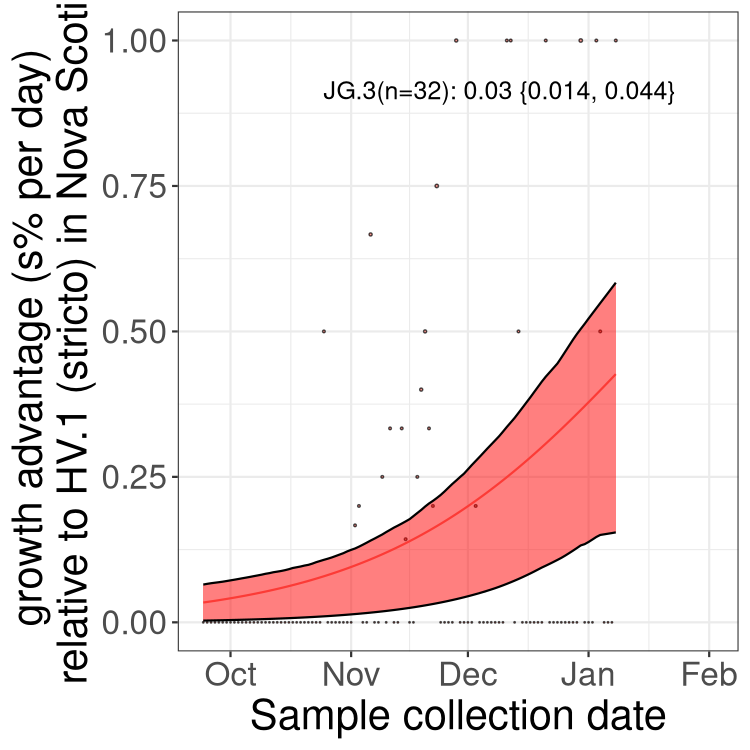 growth advantage (s% per day)
relative to HV.1 (stricto) in Nova Scoti
1.00
0.75
0.50
0.25
0.00
JG.3(n=32): 0.03 {0.014, 0.044}
Oct Nov Dec Jan Feb
Sample collection date